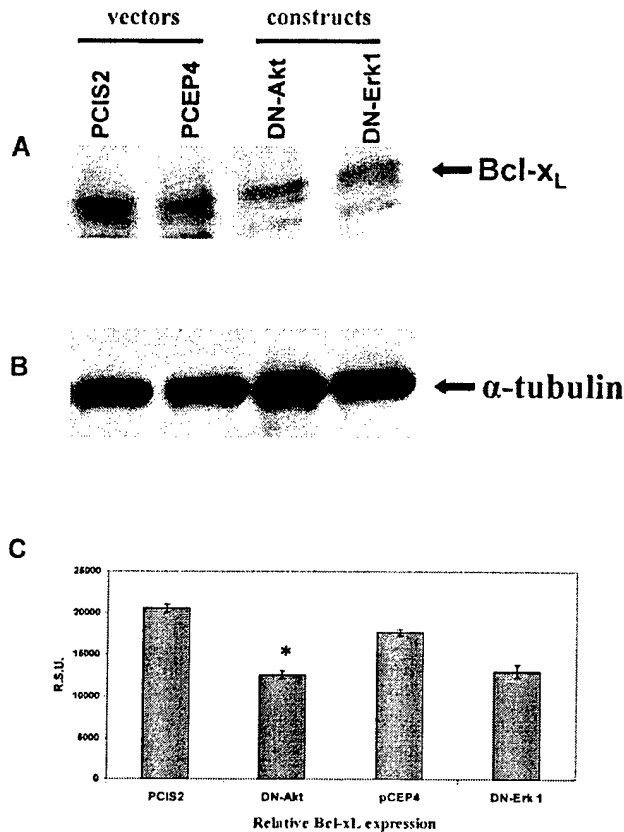 vectors constructs
PCIS2 PCEP4 DN-Akt DN-Erk1
A
Bcl-xL
B
α-tubulin
C
25000
20000
15000
10000
5000
0
R.S.U.
*
PCIS2 DN-Akt pCEP4 DN-Erk 1
Relative Bcl-xL expression